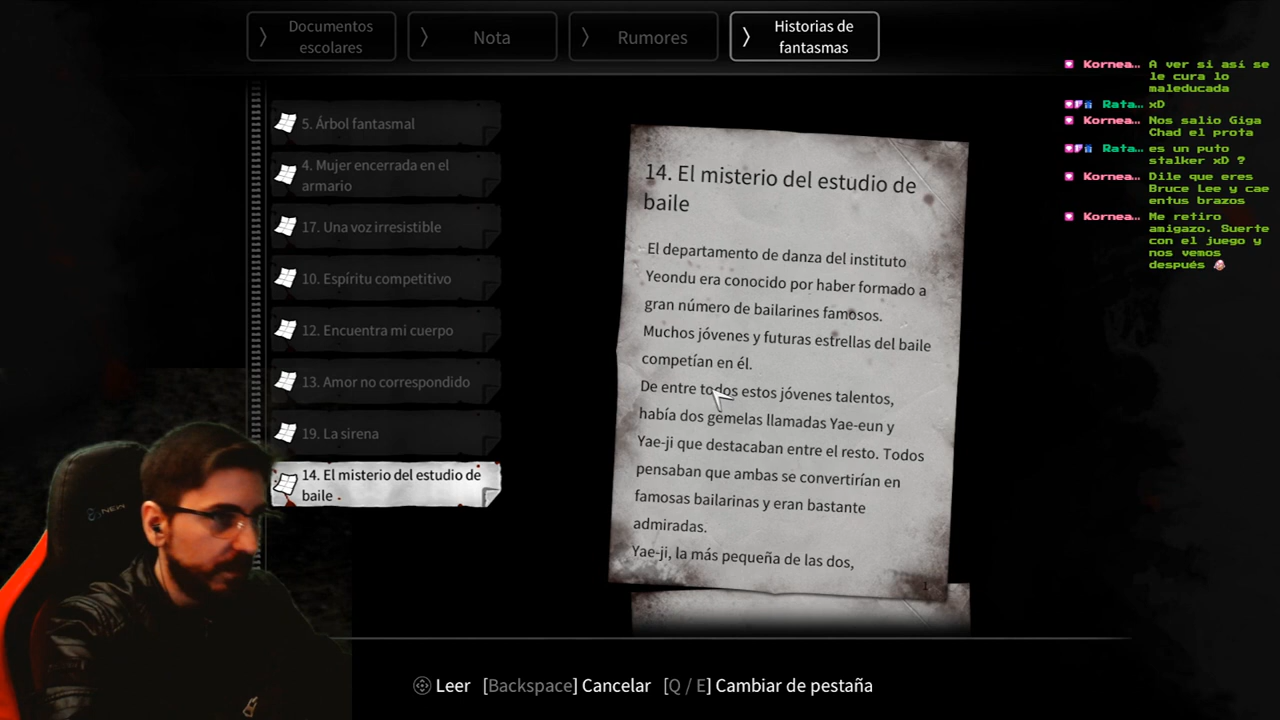 Documentos
escolares
Nota
Rumores
Historias de
fantasmas
5. Árbol fantasmal
4. Mujer encerrada en el
armario
17. Una voz irresistible
10. Espíritu competitivo
12. Encuentra mi cuerpo
13. Amor no correspondido
19. La sirena
14. El misterio del estudio de
baile
14. El misterio del estudio de
baile
El departamento de danza del instituto
Yeondu era conocido por haber formado a
gran número de bailarines famosos.
Muchos jóvenes y futuras estrellas del baile
competían en él.
De entre todos estos jóvenes talentos,
había dos gemelas llamadas Yae-eun y
Yae-ji que destacaban entre el resto. Todos
pensaban que ambas se convertirían en
famosas bailarinas y eran bastante
admiradas.
Yae-ji, la más pequeña de las dos,
1
Kornea… A ver si así se
le cura lo
maleducada
Rata… xD
Kornea… Nos salio Giga
Chad el prota
Rata… es un puto
stalker xD ?
Kornea… Dile que eres
Bruce Lee y cae
entus brazos
Kornea… Me retiro
amigazo. Suerte
con el juego y
nos vemos
después
Leer [Backspace] Cancelar [Q / E] Cambiar de pestaña